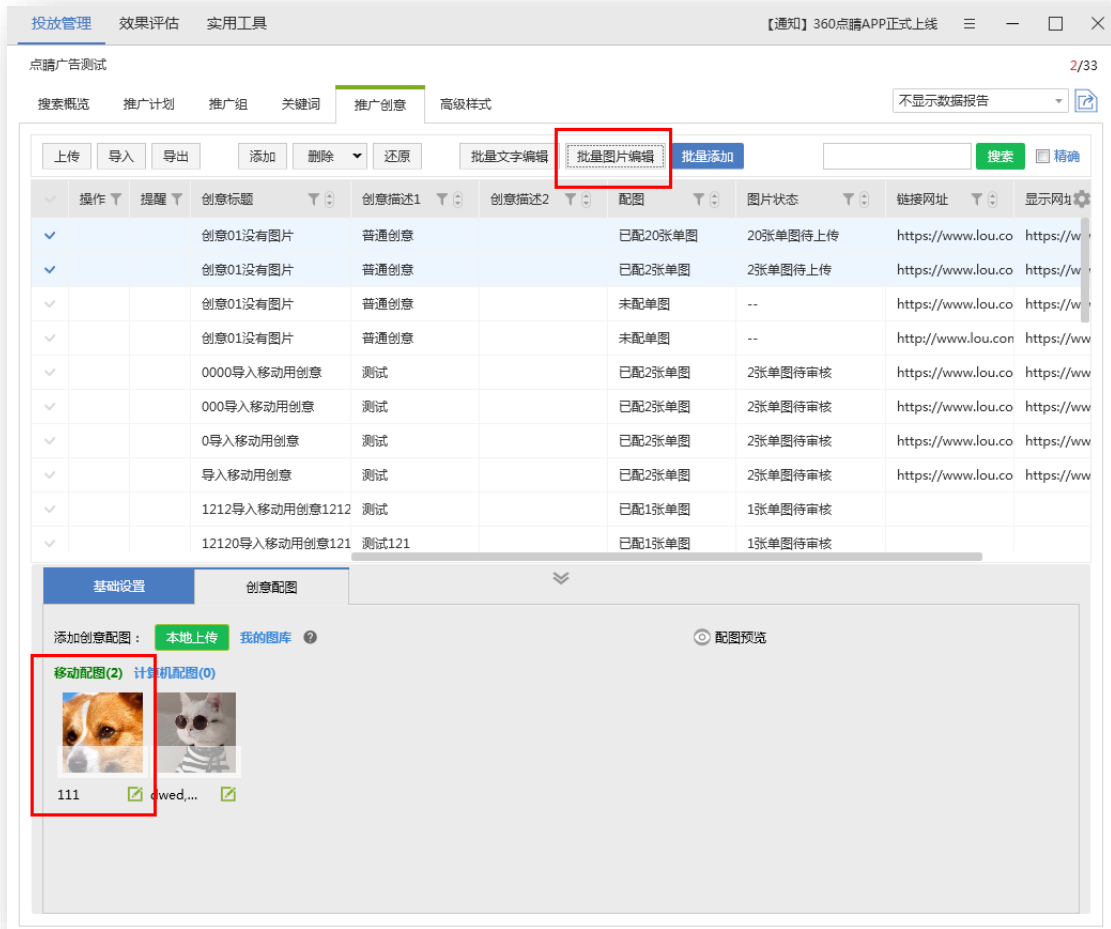 投放管理 效果评估 实用工具 【通知】360点睛APP正式上线
点睛广告测试 2/33
搜索概览 推广计划 推广组 关键词 推广创意 高级样式 不显示数据报告
上传 导入 导出 添加 删除 还原 批量文字编辑 批量图片编辑 批量添加 搜索 精确
操作 提醒 创意标题 创意描述1 创意描述2 配图 图片状态 链接网址 显示网址
创意01没有图片 普通创意 已配20张单图 20张单图待上传 https://www.lou.co https://w
创意01没有图片 普通创意 已配2张单图 2张单图待上传 https://www.lou.co https://w
创意01没有图片 普通创意 未配单图 -- https://www.lou.co https://w
创意01没有图片 普通创意 未配单图 -- http://www.lou.con https://ww
0000导入移动用创意 测试 已配2张单图 2张单图待审核 https://www.lou.co https://ww
000导入移动用创意 测试 已配2张单图 2张单图待审核 https://www.lou.co https://ww
0导入移动用创意 测试 已配2张单图 2张单图待审核 https://www.lou.co https://ww
导入移动用创意 测试 已配2张单图 2张单图待审核 https://www.lou.co https://ww
1212导入移动用创意1212 测试 已配1张单图 1张单图待审核
12120导入移动用创意121 测试121 已配1张单图 1张单图待审核
基础设置 创意配图
添加创意配图： 本地上传 我的图库 ? 配图预览
移动配图(2) 计算机配图(0)
111 dwed,...